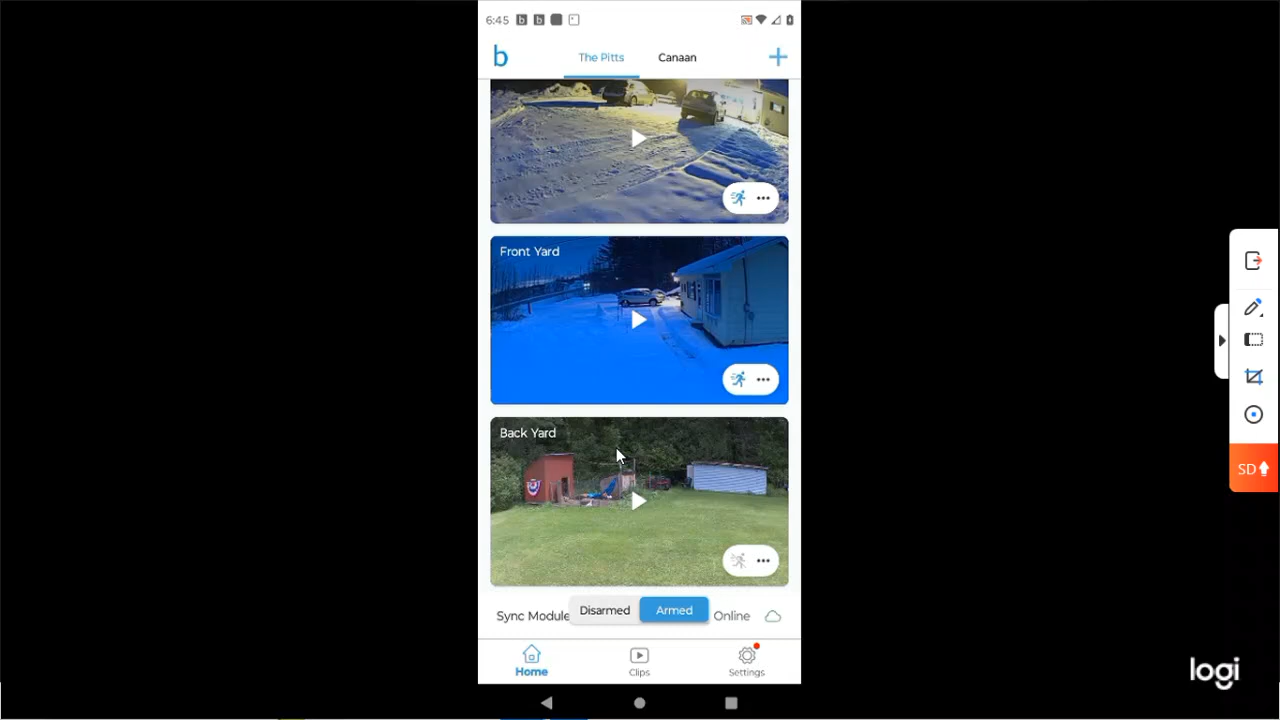 6:45
b
The Pitts
Canaan
Front Yard
Back Yard
Sync Module
Disarmed
Armed
Online
Home
Clips
Settings
SD
logi